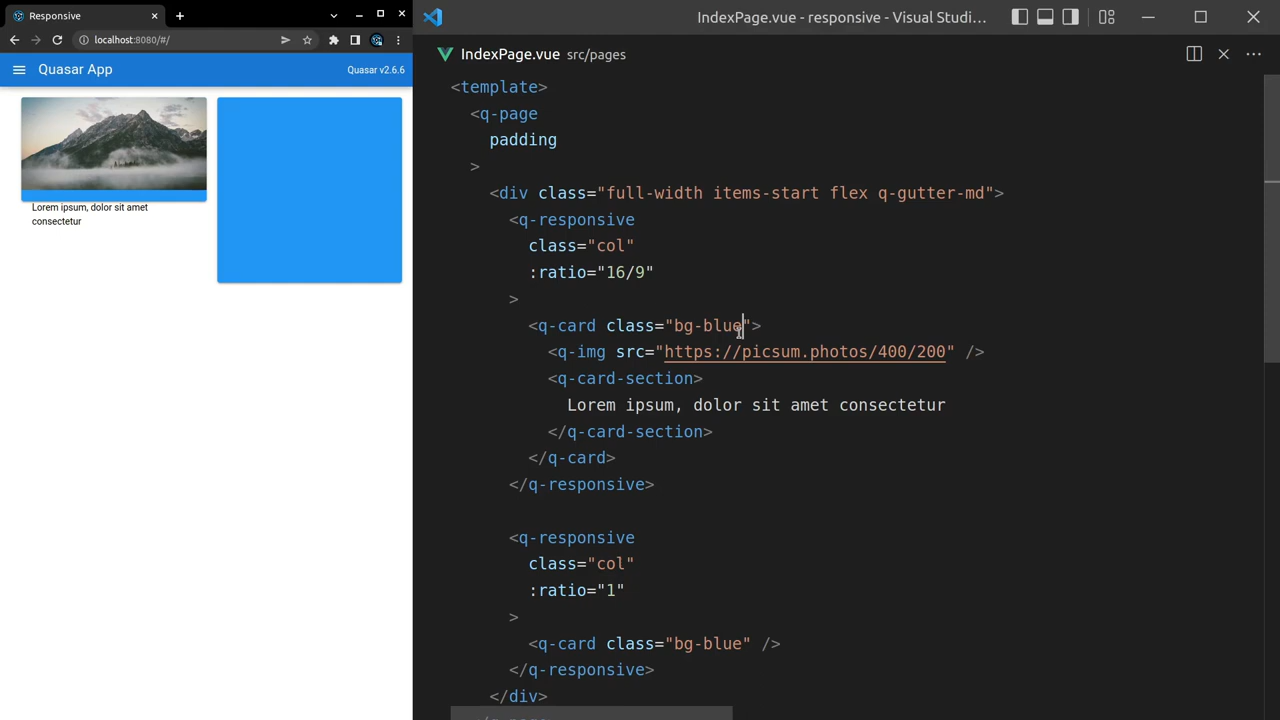 Responsive
localhost:8080/#/
Quasar App
Quasar v2.6.6
Lorem ipsum, dolor sit amet
consectetur
IndexPage.vue - responsive - Visual Studi...
IndexPage.vue src/pages
<template>
<q-page
padding
>
<div class="full-width items-start flex q-gutter-md">
<q-responsive
class="col"
:ratio="16/9"
>
<q-card class="bg-blue">
<q-img src="https://picsum.photos/400/200" />
<q-card-section>
Lorem ipsum, dolor sit amet consectetur
</q-card-section>
</q-card>
</q-responsive>
<q-responsive
class="col"
:ratio="1"
>
<q-card class="bg-blue" />
</q-responsive>
</div>